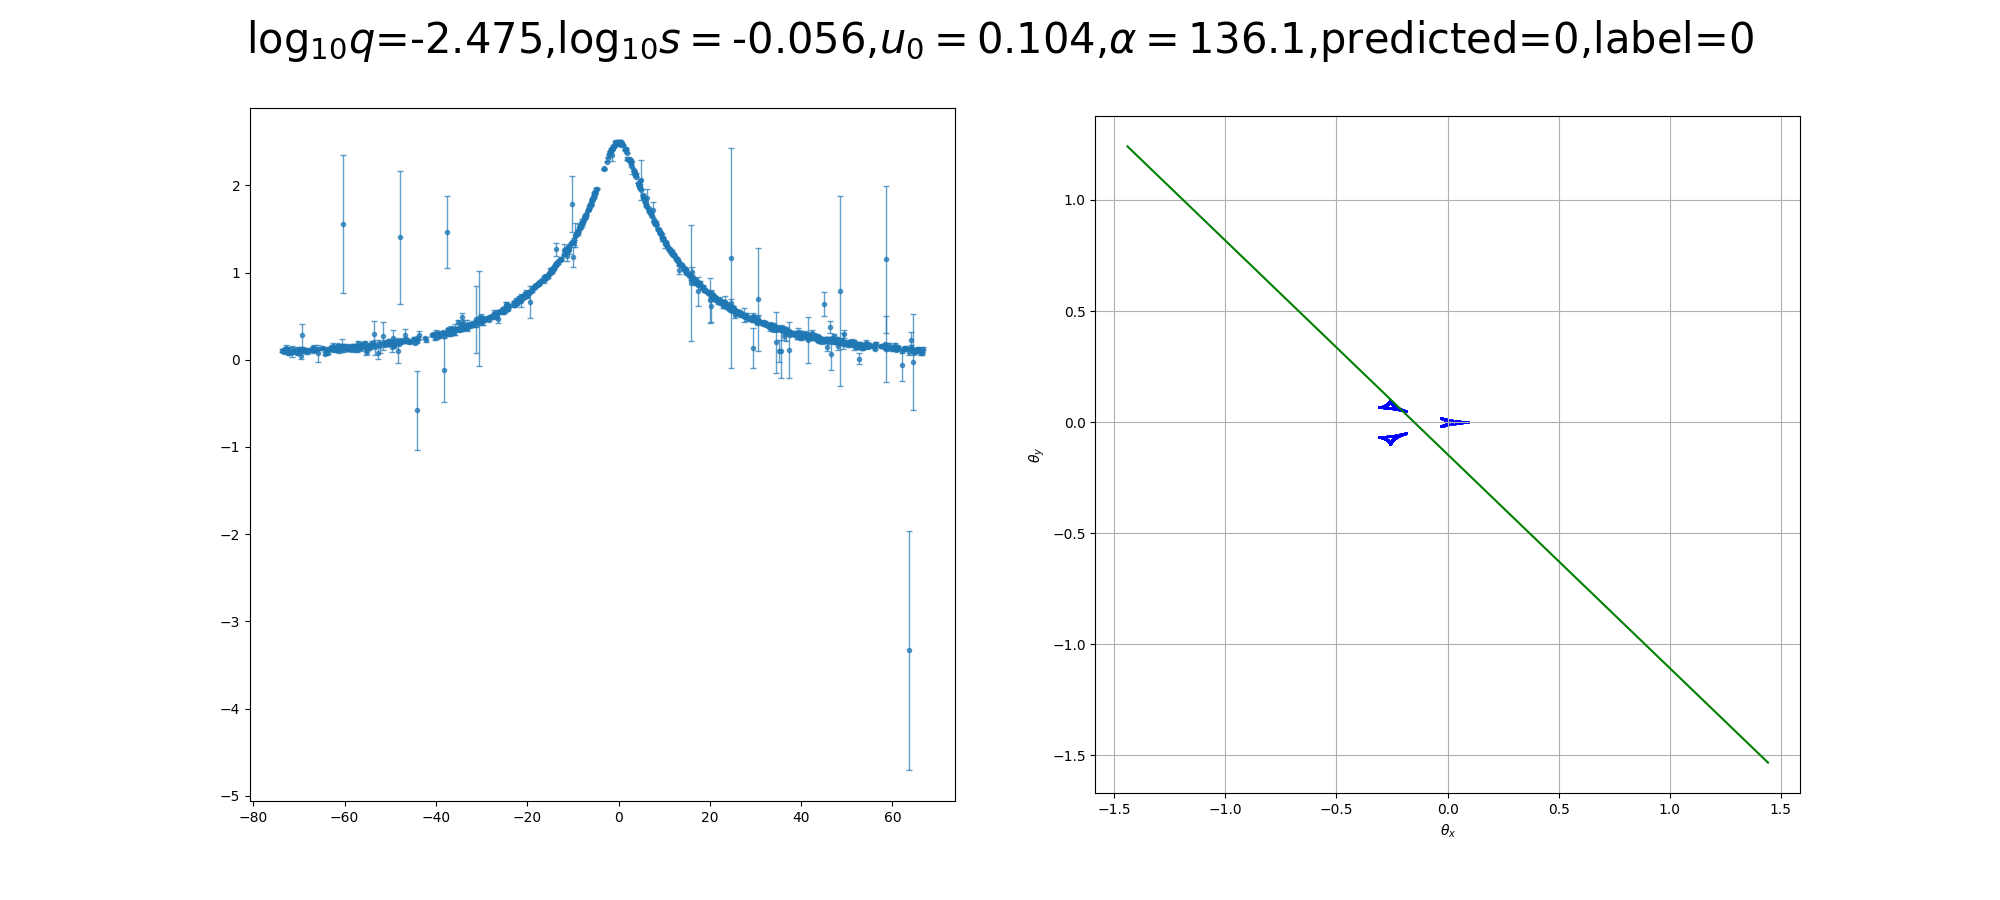 log₁₀q=-2.475,log₁₀s = -0.056,u₀ = 0.104,α = 136.1,predicted=0,label=0
2
1
0
−1
−2
−3
−4
−5
−80 −60 −40 −20 0 20 40 60
1.0
0.5
0.0
−0.5
−1.0
−1.5
θy
−1.5 −1.0 −0.5 0.0 0.5 1.0 1.5
θx